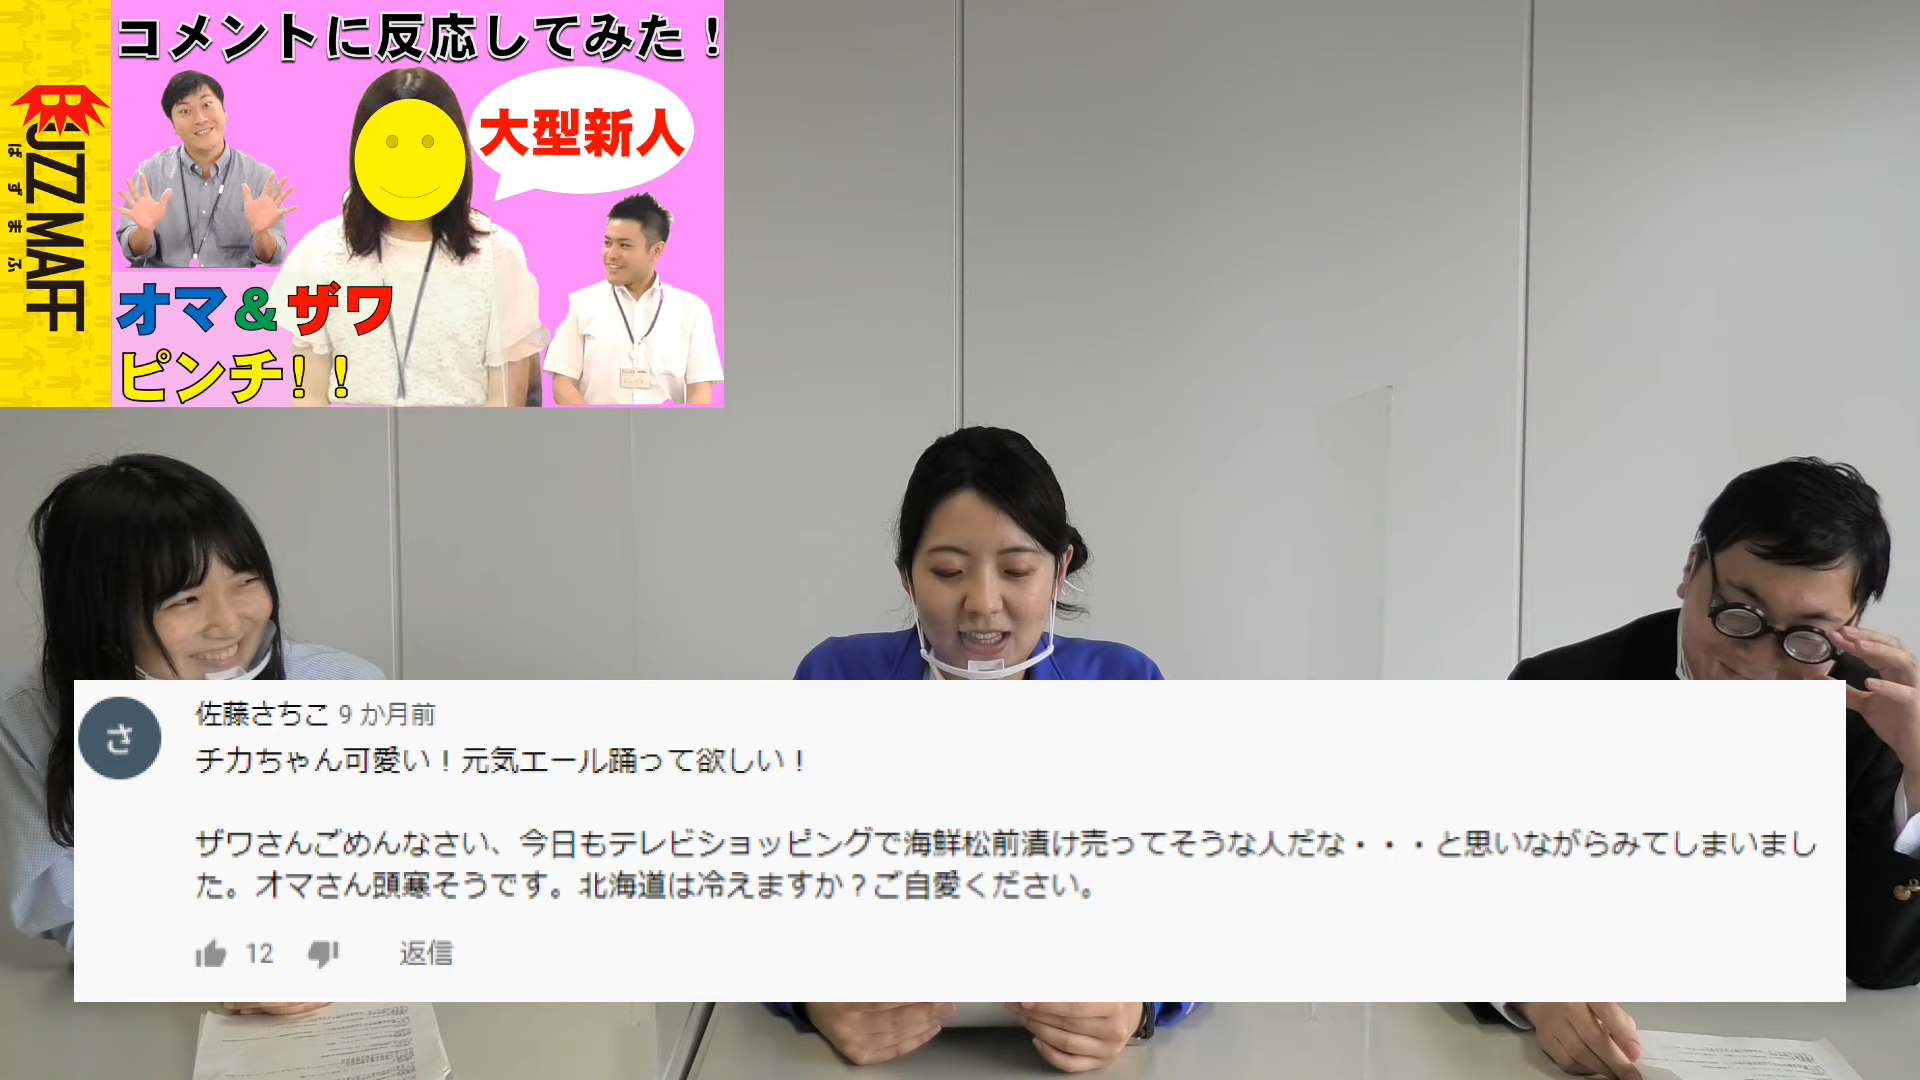 コメントに反応してみた！
BUZZ MAFF
ばずまふ
大型新人
オマ＆ザワ
ピンチ！！
さ
佐藤さちこ 9 か月前
チカちゃん可愛い！元気エール踊って欲しい！
ザワさんごめんなさい、今日もテレビショッピングで海鮮松前漬け売ってそうな人だな・・・と思いながらみてしまいまし
た。オマさん頭寒そうです。北海道は冷えますか？ご自愛ください。
12 返信